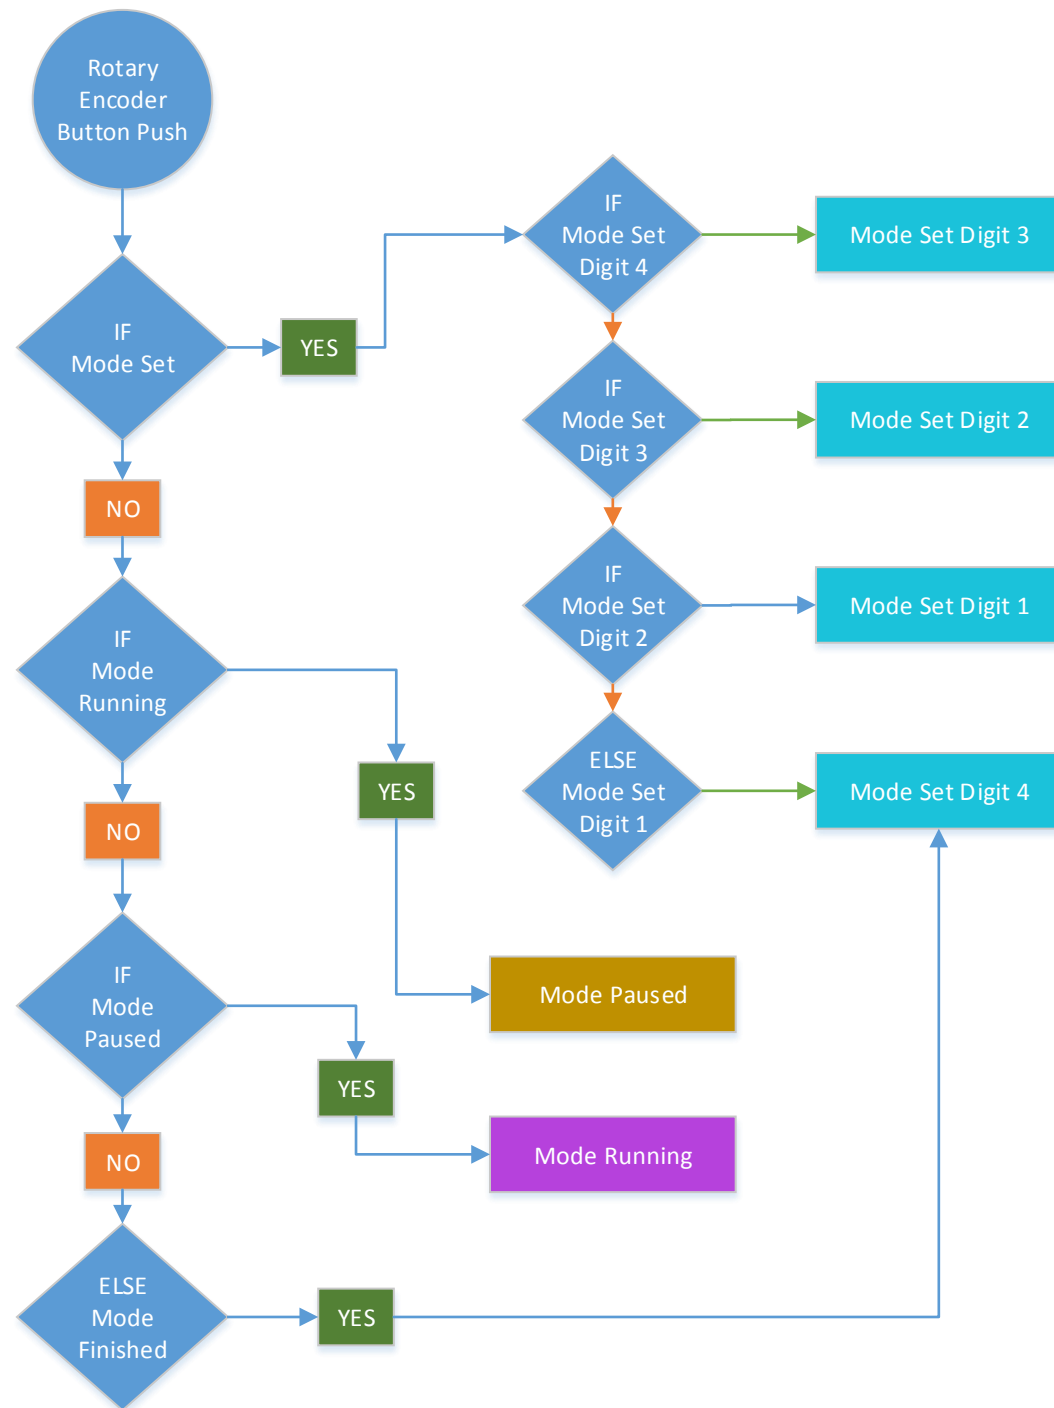 Rotary
Encoder
Button Push
IF
Mode Set
YES
NO
IF
Mode
Running
YES
NO
IF
Mode
Paused
YES
NO
ELSE
Mode
Finished
YES
IF
Mode Set
Digit 4
Mode Set Digit 3
IF
Mode Set
Digit 3
Mode Set Digit 2
IF
Mode Set
Digit 2
Mode Set Digit 1
ELSE
Mode Set
Digit 1
Mode Set Digit 4
Mode Paused
Mode Running